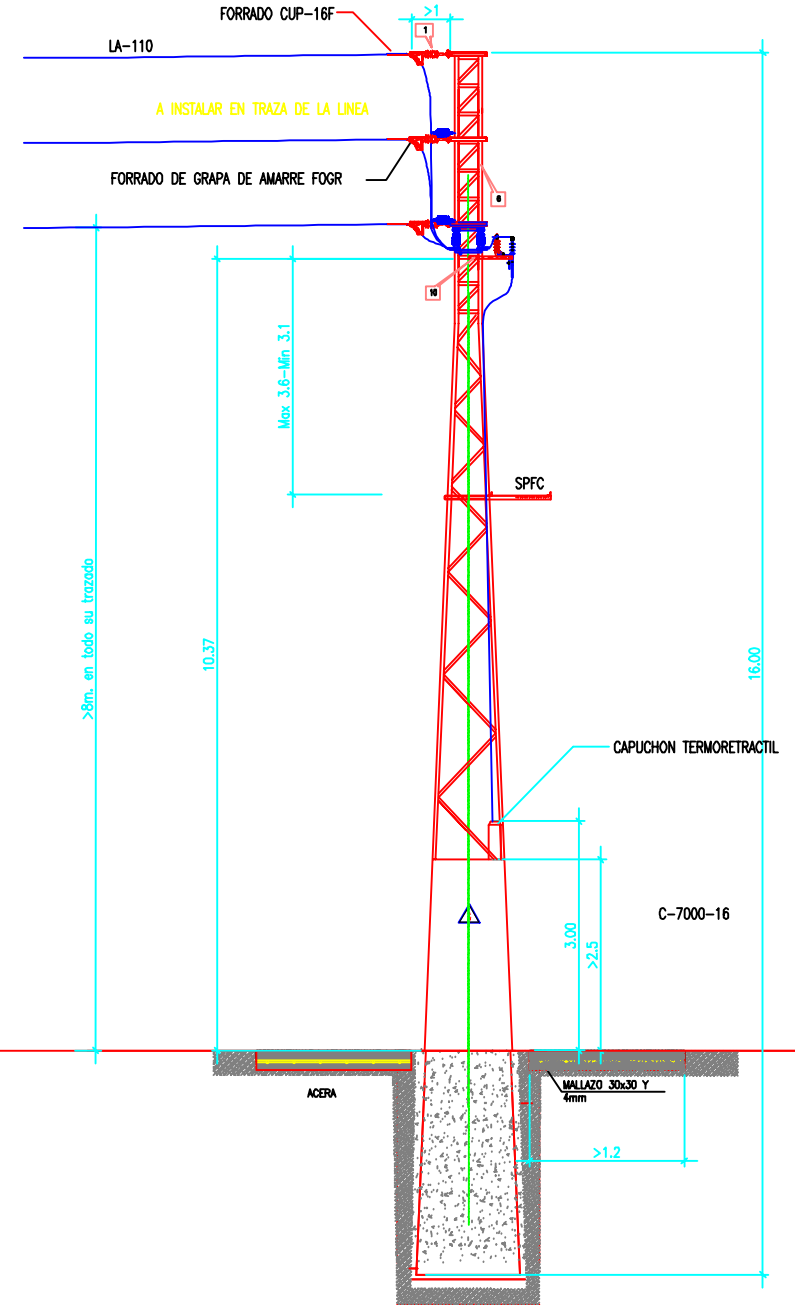 FORRADO CUP-16F
>1
1
LA-110
A INSTALAR EN TRAZA DE LA LINEA
FORRADO DE GRAPA DE AMARRE FOGR
6
10
Max 3.6-Min 3.1
SPFC
>8m. en todo su trazado
10.37
16.00
CAPUCHON TERMORETRACTIL
C-7000-16
3.00
>2.5
ACERA
MALLAZO 30x30 Y
4mm
>1.2